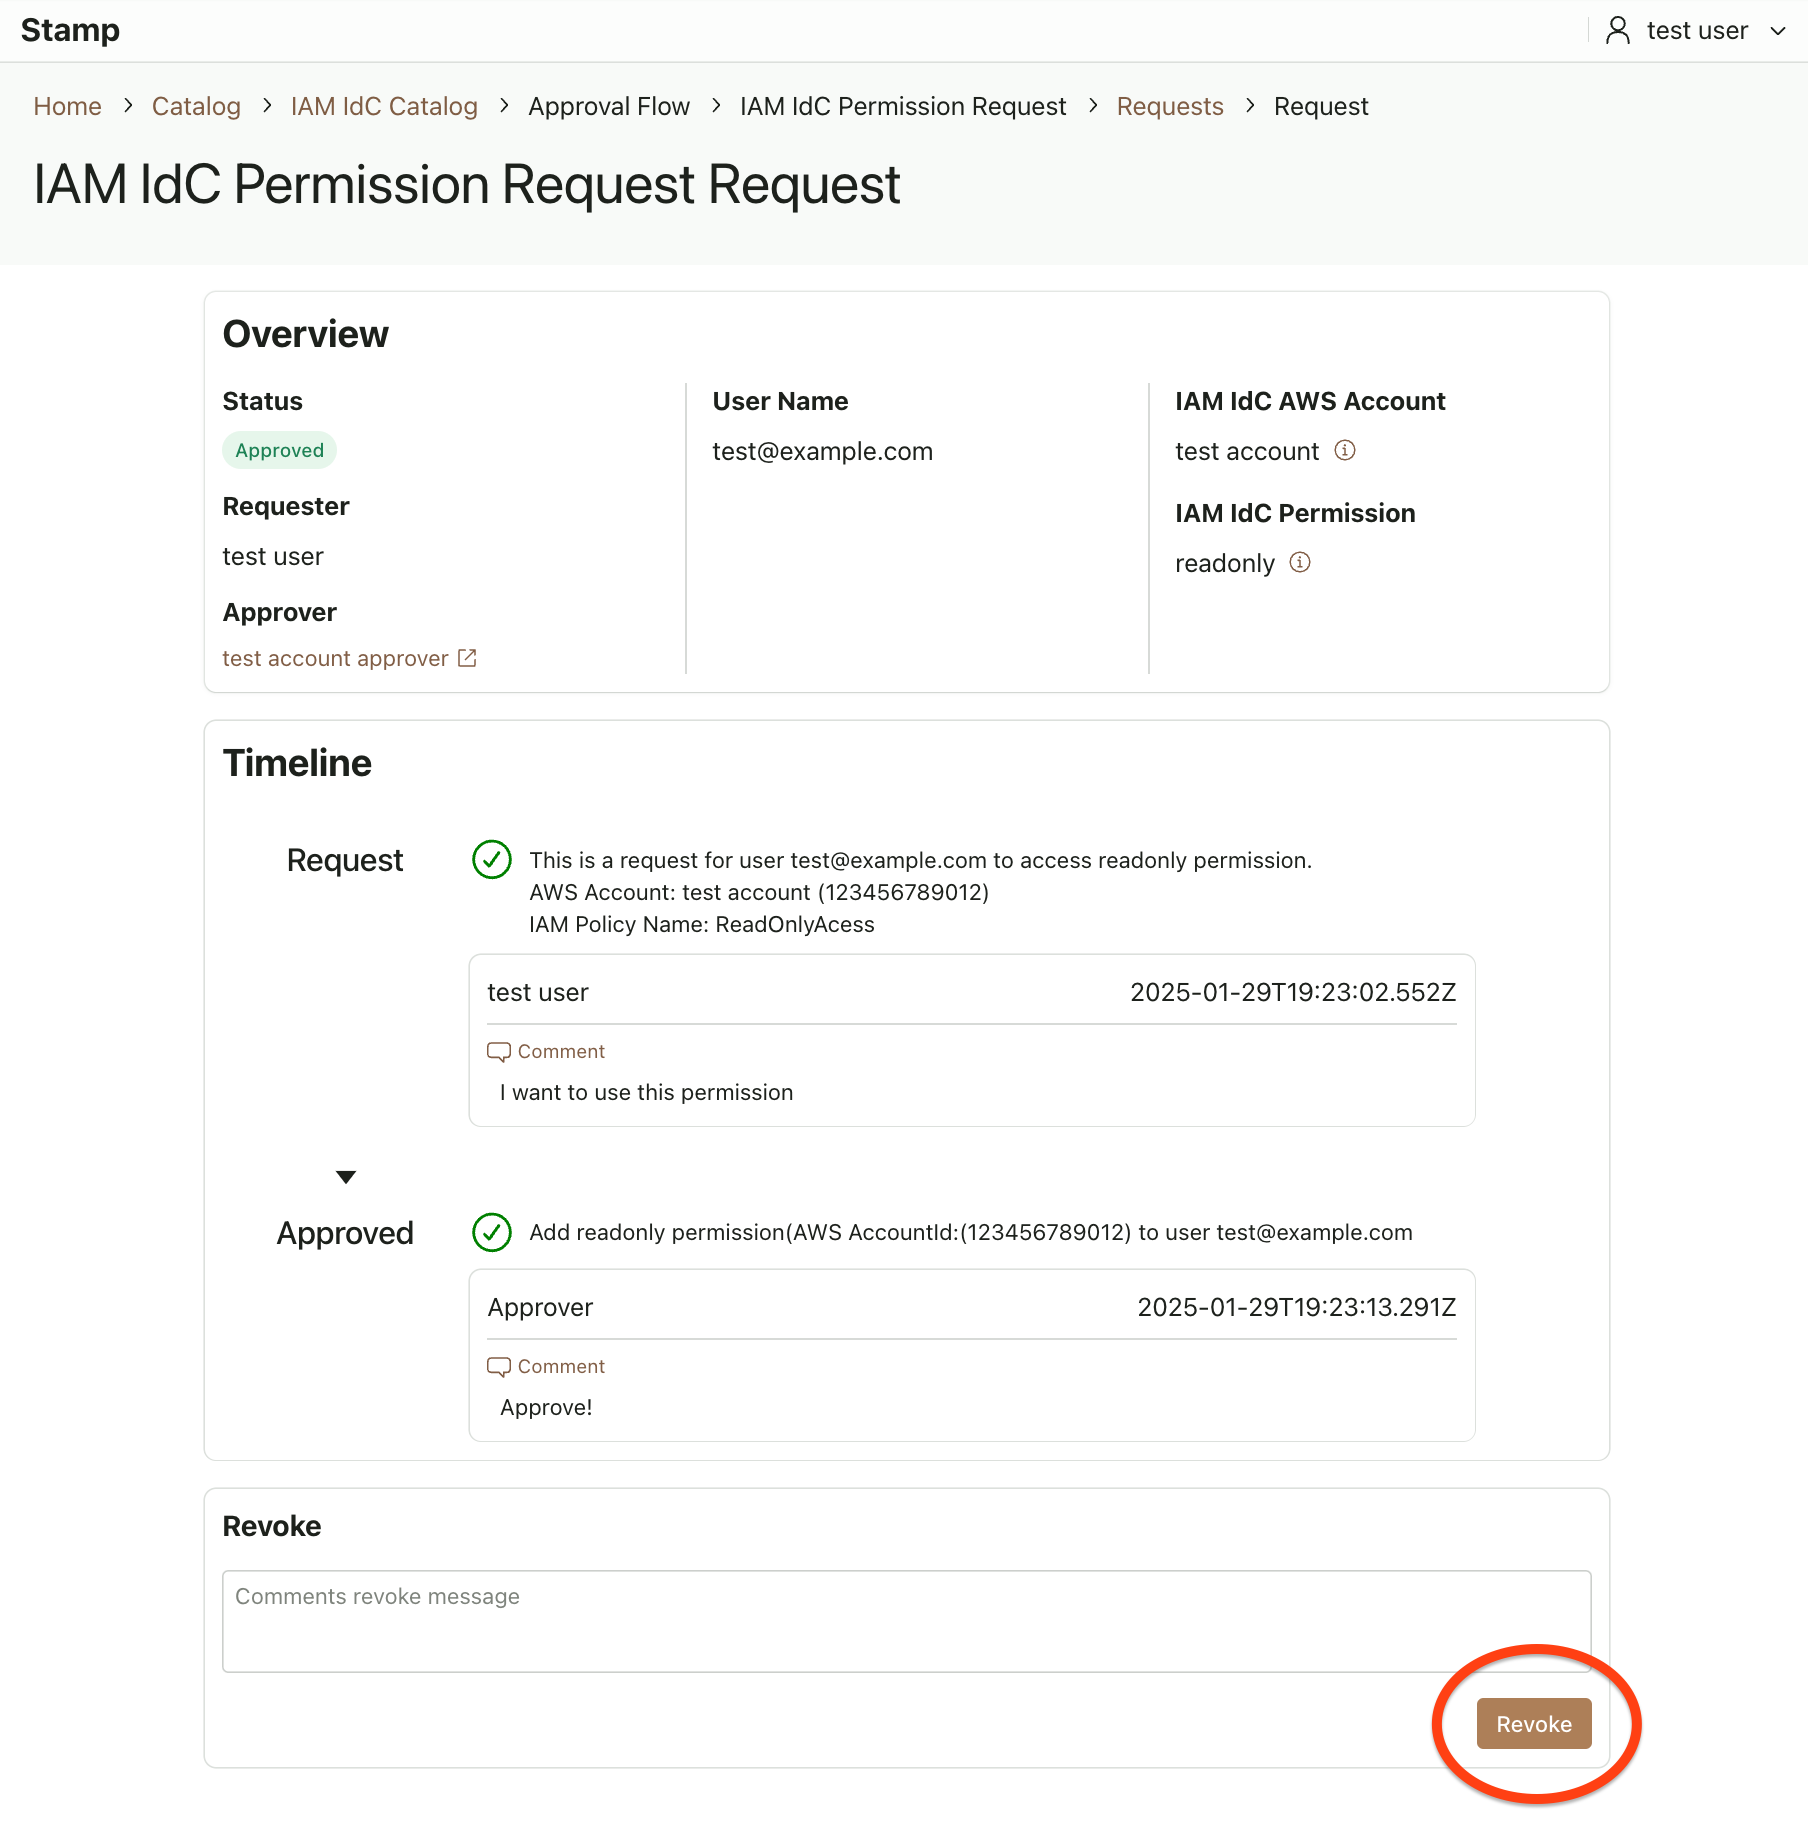 Stamp
test user
Home > Catalog > IAM IdC Catalog > Approval Flow > IAM IdC Permission Request > Requests > Request
IAM IdC Permission Request Request
Overview
Status
Approved
Requester
test user
Approver
test account approver
User Name
test@example.com
IAM IdC AWS Account
test account
IAM IdC Permission
readonly
Timeline
Request
This is a request for user test@example.com to access readonly permission.
AWS Account: test account (123456789012)
IAM Policy Name: ReadOnlyAcess
test user 2025-01-29T19:23:02.552Z
Comment
I want to use this permission
Approved
Add readonly permission(AWS AccountId:(123456789012) to user test@example.com
Approver 2025-01-29T19:23:13.291Z
Comment
Approve!
Revoke
Comments revoke message
Revoke